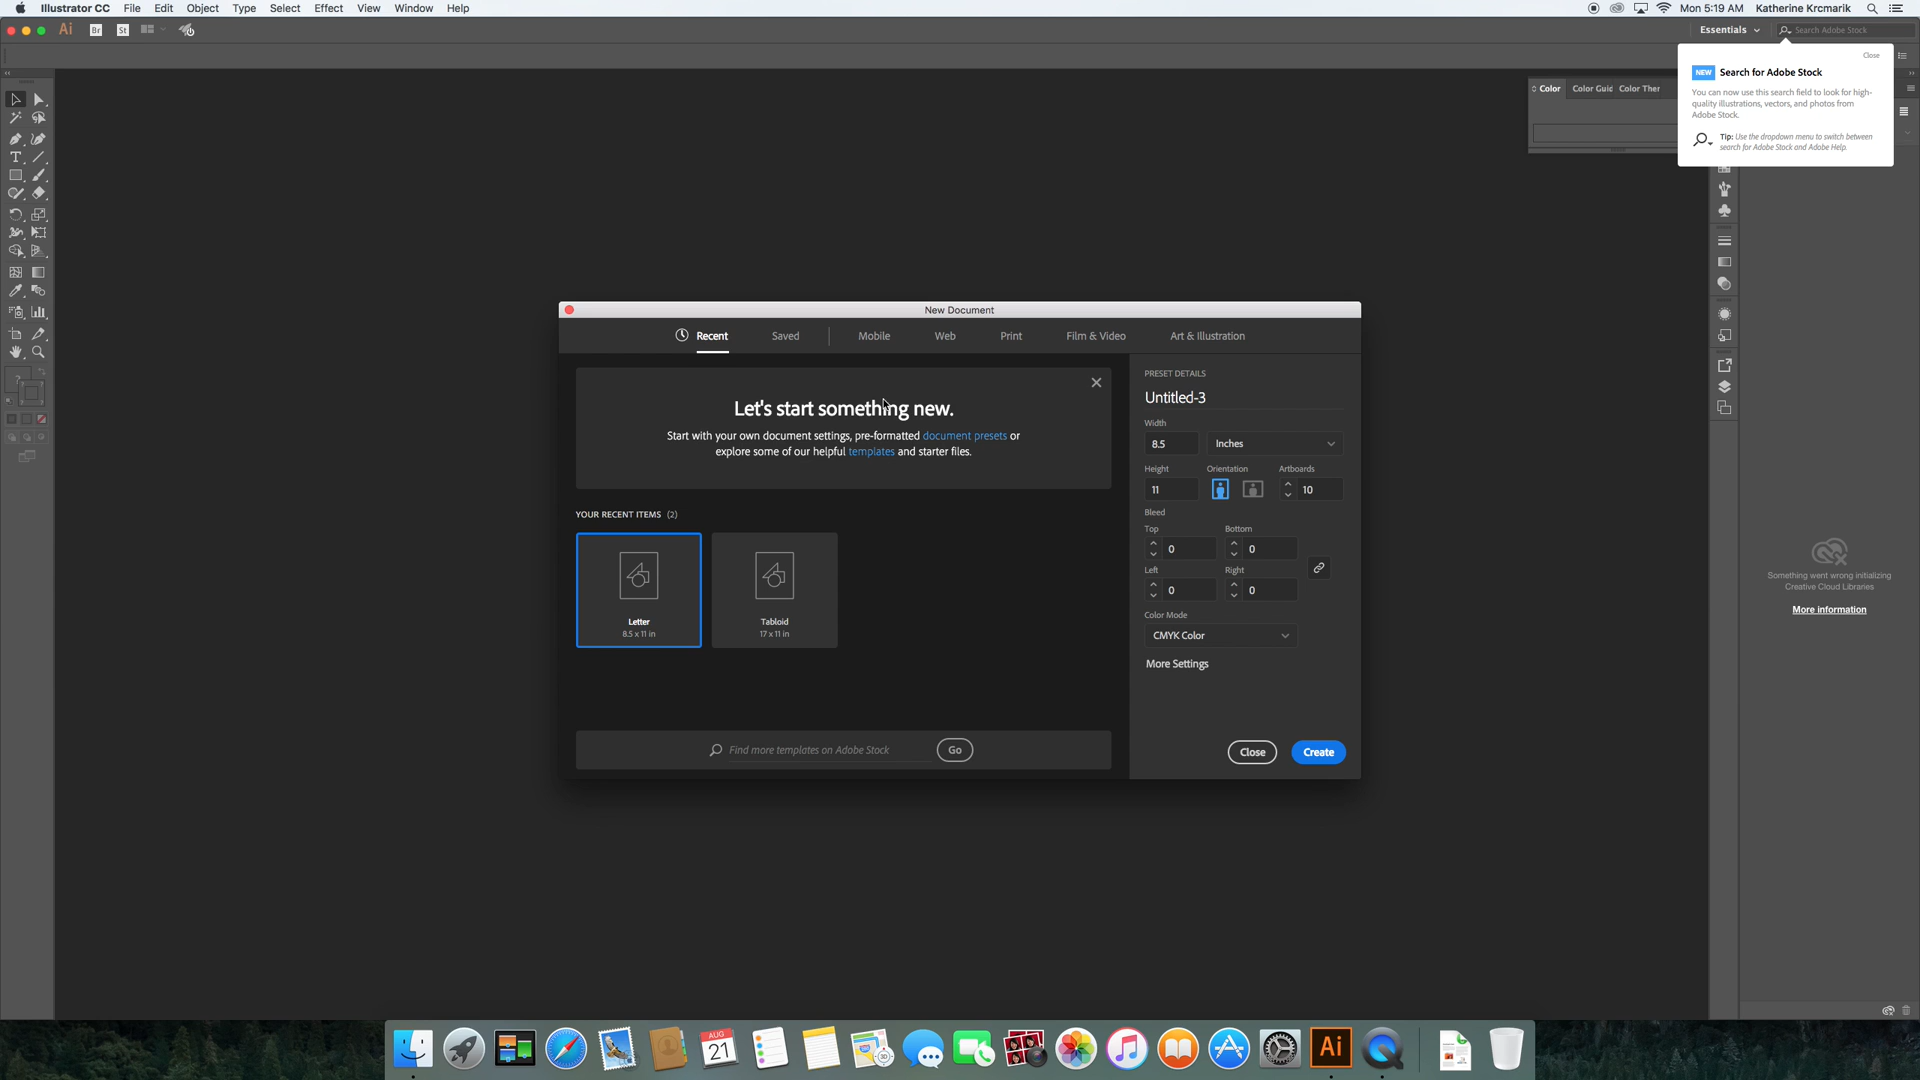 Illustrator CC File Edit Object Type Select Effect View Window Help
Mon 5:19 AM Katherine Krcmarik
Ai Br St
Essentials
Search Adobe Stock
Close
NEW Search for Adobe Stock
You can now use this search field to look for high-
quality illustrations, vectors, and photos from
Adobe Stock.
Tip: Use the dropdown menu to switch between
search for Adobe Stock and Adobe Help.
Color Color Guid Color Ther
New Document
Recent Saved Mobile Web Print Film & Video Art & Illustration
Let's start something new.
Start with your own document settings, pre-formatted document presets or
explore some of our helpful templates and starter files.
YOUR RECENT ITEMS (2)
Letter
8.5 x 11 in
Tabloid
17 x 11 in
Find more templates on Adobe Stock
Go
PRESET DETAILS
Untitled-3
Width
8.5 Inches
Height Orientation Artboards
11 10
Bleed
Top Bottom
0 0
Left Right
0 0
Color Mode
CMYK Color
More Settings
Close Create
Something went wrong initializing
Creative Cloud Libraries
More information
AUG
21
3D
Ai